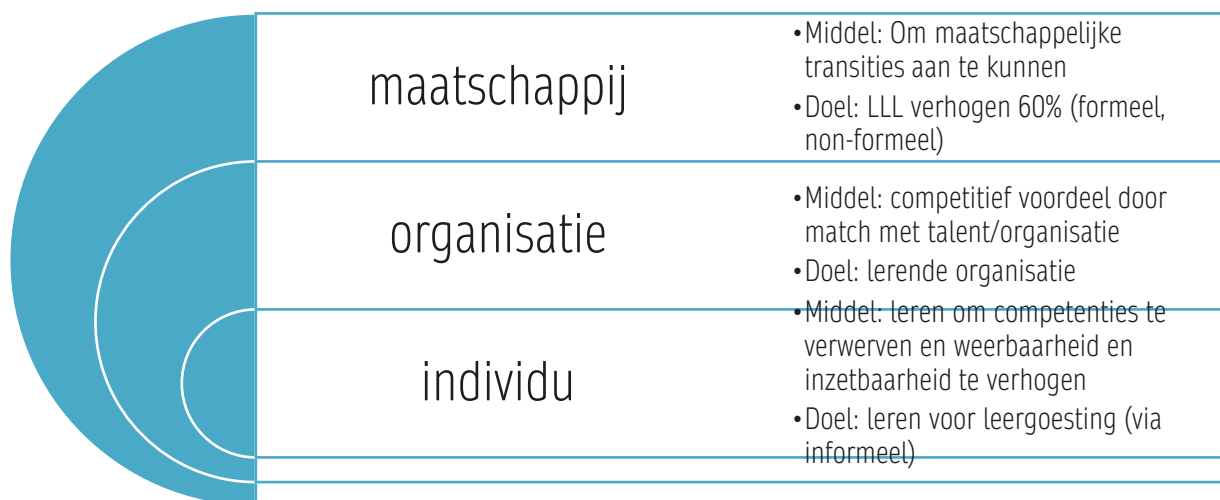 maatschappij
•Middel: Om maatschappelijke
transities aan te kunnen
•Doel: LLL verhogen 60% (formeel,
non-formeel)
organisatie
•Middel: competitief voordeel door
match met talent/organisatie
•Doel: lerende organisatie
individu
•Middel: leren om competenties te
verwerven en weerbaarheid en
inzetbaarheid te verhogen
•Doel: leren voor leergoesting (via
informeel)